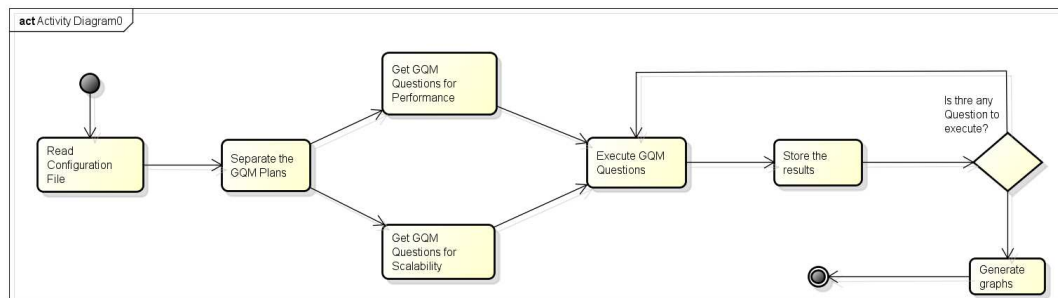 act Activity Diagram0
Get GQM
Questions for
Performance
Is thre any
Question to
execute?
Read
Configuration
File
Separate the
GQM Plans
Execute GQM
Questions
Store the
results
Get GQM
Questions for
Scalability
Generate
graphs